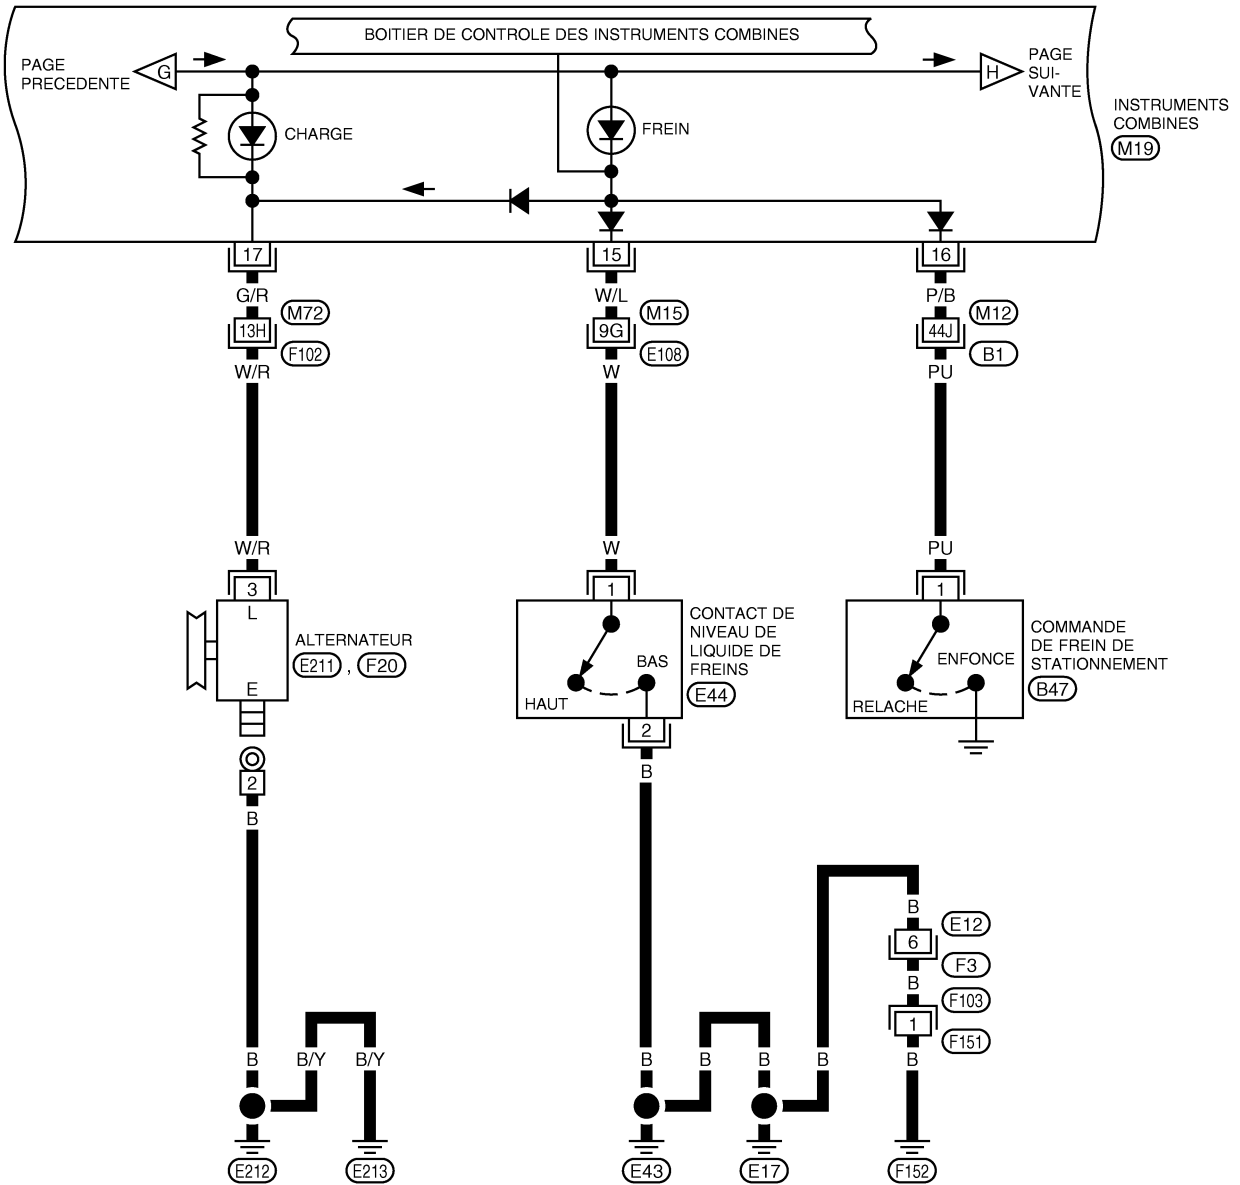 BOITIER DE CONTROLE DES INSTRUMENTS COMBINES
PAGE
PRECEDENTE
G
H
PAGE
SUI-
VANTE
INSTRUMENTS
COMBINES
M19
CHARGE
FREIN
17
15
16
G/R
W/L
P/B
M72
M15
M12
13H
9G
44J
F102
E108
B1
W/R
W
PU
W/R
W
PU
3
1
1
L
E
ALTERNATEUR
E211 , F20
CONTACT DE
NIVEAU DE
LIQUIDE DE
FREINS
E44
BAS
HAUT
COMMANDE
DE FREIN DE
STATIONNEMENT
B47
ENFONCE
RELACHE
2
2
B
B
B
E12
6
F3
B
F103
1
F151
B
B/Y
B/Y
B
B
B
B
B
E212
E213
E43
E17
F152